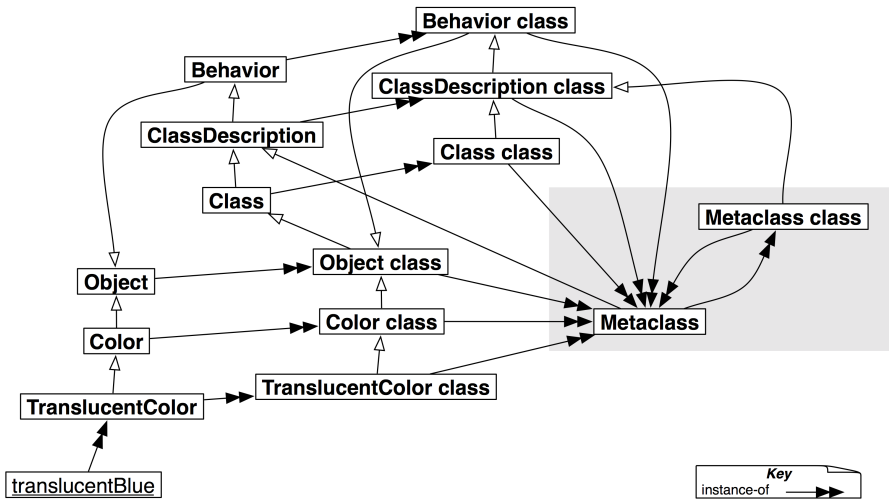 Behavior class
Behavior
ClassDescription class
ClassDescription
Class class
Class
Metaclass class
Object class
Object
Color class
Metaclass
Color
TranslucentColor class
TranslucentColor
translucentBlue
Key
instance-of